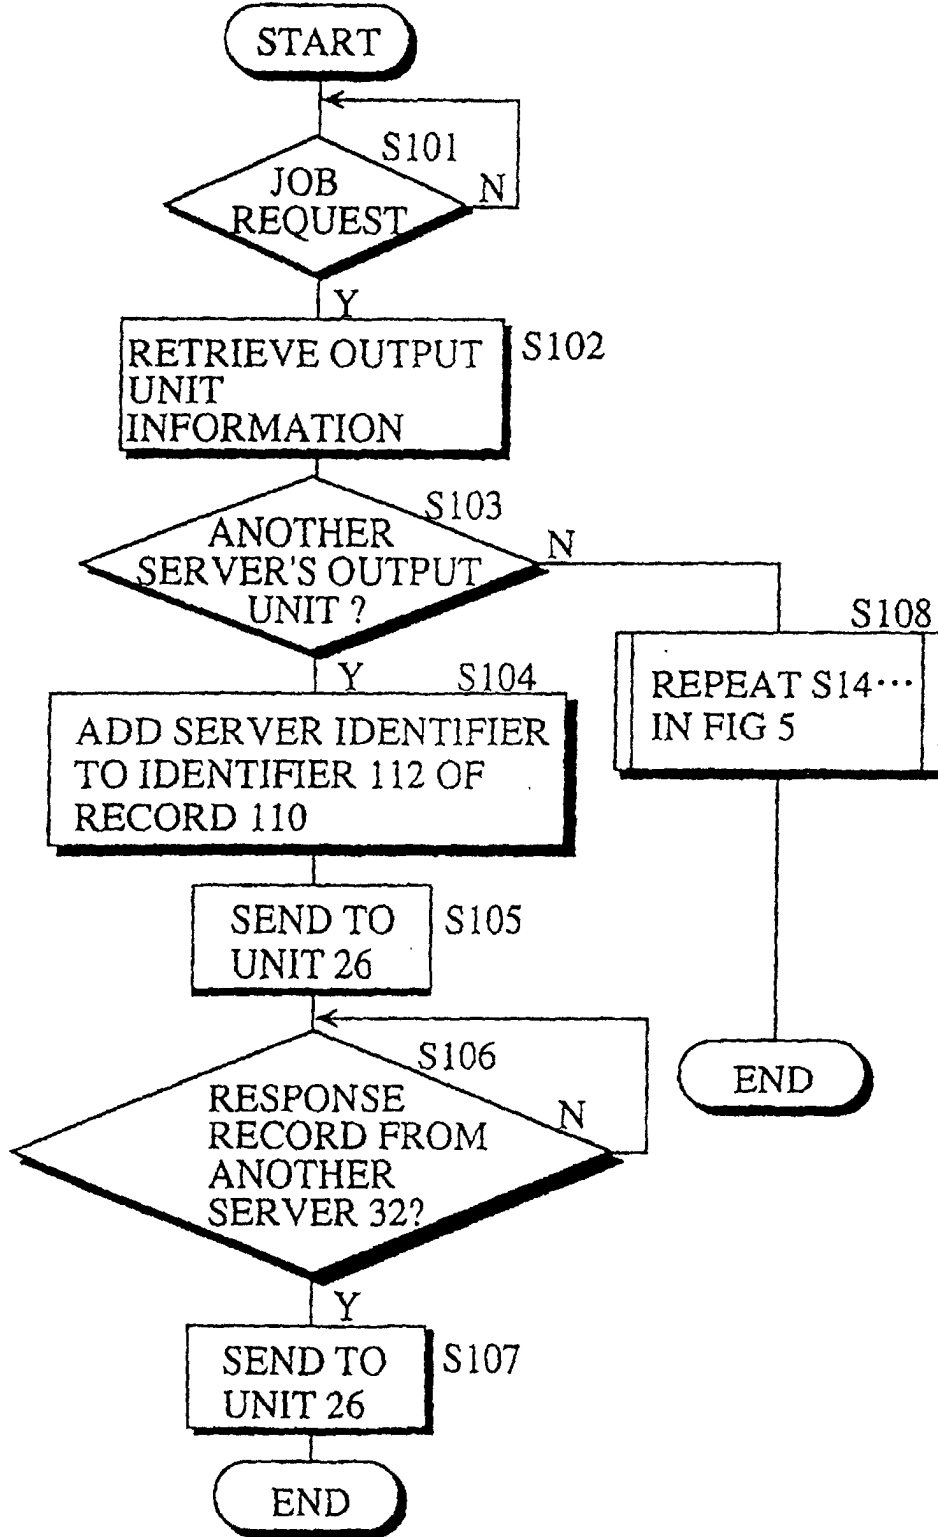 START
S101
JOB
REQUEST
N
Y
RETRIEVE OUTPUT
UNIT
INFORMATION
S102
S103
ANOTHER
SERVER'S OUTPUT
UNIT ?
N
Y
S108
REPEAT S14···
IN FIG 5
S104
ADD SERVER IDENTIFIER
TO IDENTIFIER 112 OF
RECORD 110
SEND TO
UNIT 26
S105
END
S106
RESPONSE
RECORD FROM
ANOTHER
SERVER 32?
N
Y
SEND TO
UNIT 26
S107
END